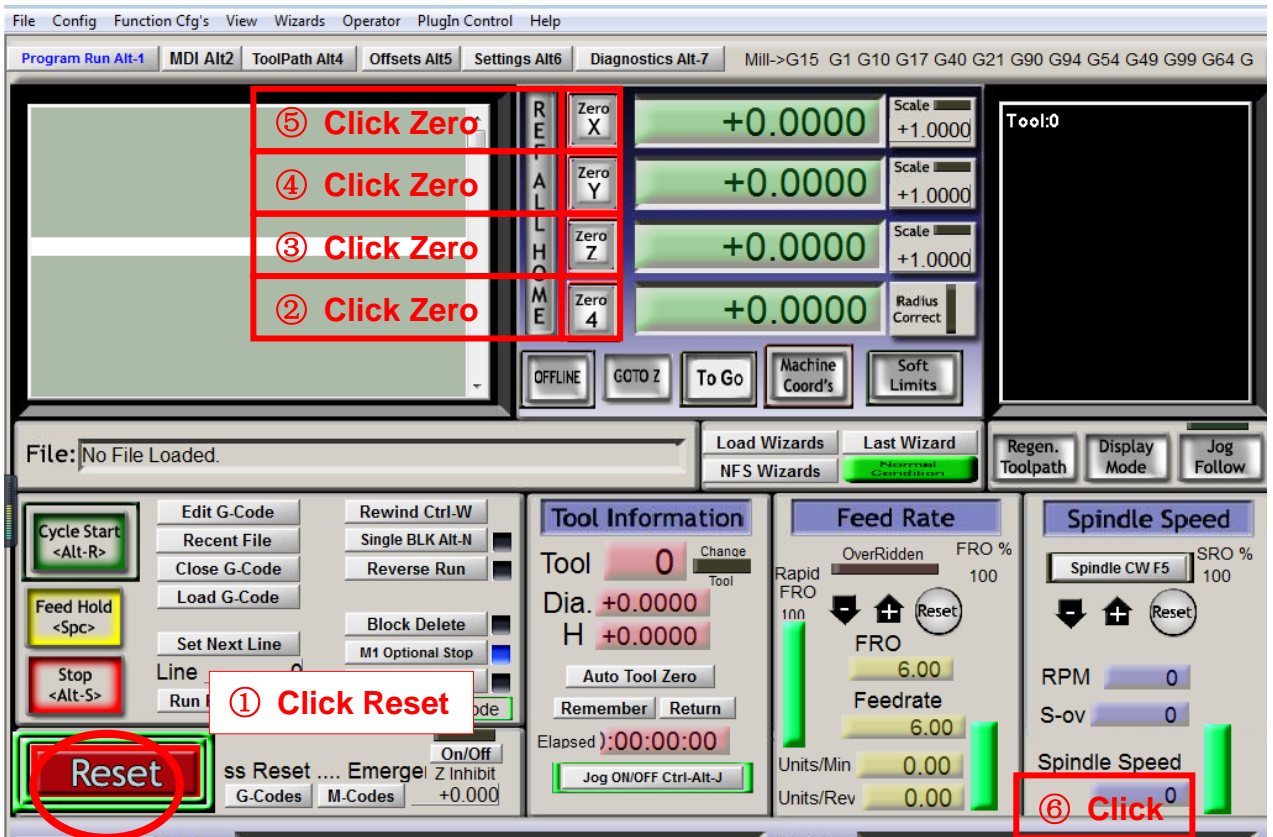 File Config Function Cfg's View Wizards Operator PlugIn Control Help
Program Run Alt-1 MDI Alt2 ToolPath Alt4 Offsets Alt5 Settings Alt6 Diagnostics Alt-7 Mill->G15 G1 G10 G17 G40 G21 G90 G94 G54 G49 G99 G64 G
REF ALL HOME
⑤ Click Zero Zero X +0.0000 Scale +1.0000
④ Click Zero Zero Y +0.0000 Scale +1.0000
③ Click Zero Zero Z +0.0000 Scale +1.0000
② Click Zero Zero 4 +0.0000 Radius Correct
Tool:0
OFFLINE GOTO Z To Go Machine Coord's Soft Limits
File: No File Loaded.
Load Wizards Last Wizard
NFS Wizards Normal Condition
Regen. Toolpath Display Mode Jog Follow
Cycle Start <Alt-R>
Feed Hold <Spc>
Stop <Alt-S>
Edit G-Code Rewind Ctrl-W
Recent File Single BLK Alt-N
Close G-Code Reverse Run
Load G-Code
Block Delete
Set Next Line M1 Optional Stop
Line 0
Run
① Click Reset
Reset
ss Reset .... Emerge
G-Codes M-Codes
On/Off
Z Inhibit
+0.000
Tool Information
Tool 0 Change Tool
Dia. +0.0000
H +0.0000
Auto Tool Zero
Remember Return
Elapsed ):00:00:00
Jog ON/OFF Ctrl-Alt-J
Feed Rate
OverRidden FRO %
100
Rapid FRO
100
Reset
FRO
6.00
Feedrate
6.00
Units/Min 0.00
Units/Rev 0.00
Spindle Speed
Spindle CW F5 SRO %
100
Reset
RPM 0
S-ov 0
Spindle Speed
0
⑥ Click